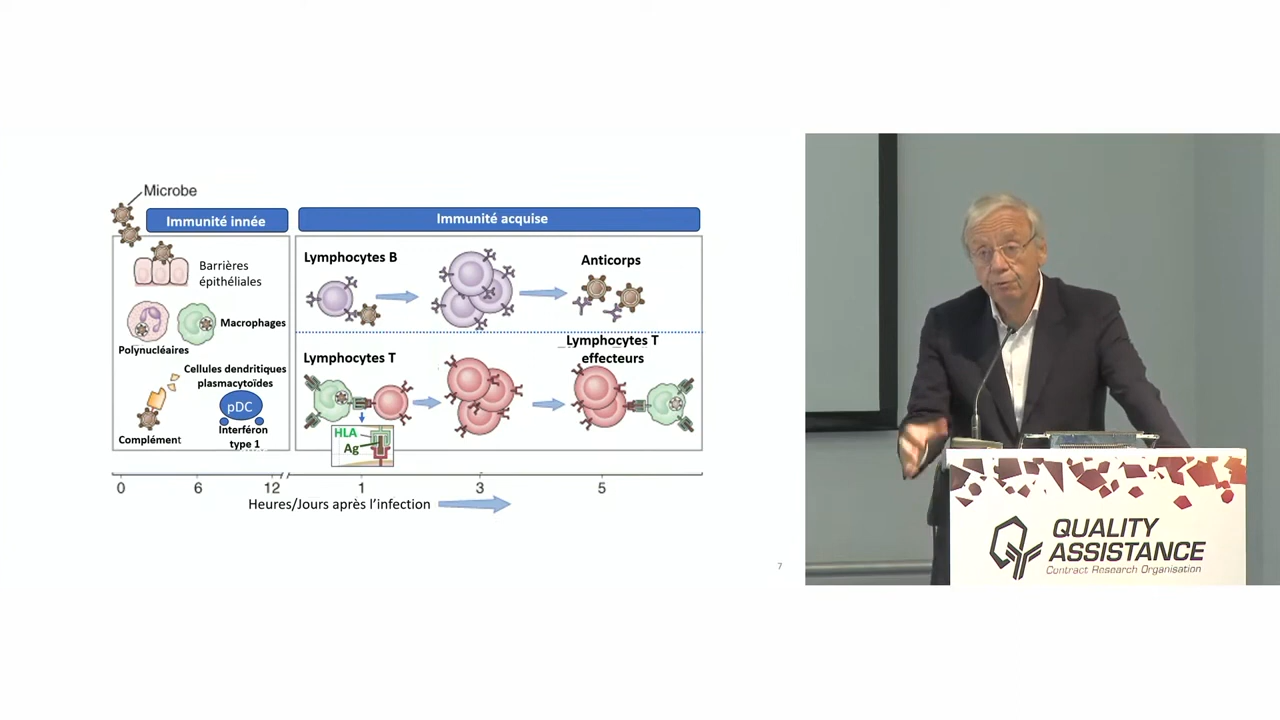 Microbe
Immunité innée
Immunité acquise
Barrières
épithéliales
Polynucléaires
Macrophages
Cellules dendritiques
plasmacytoïdes
pDC
Complément
Interféron
type 1
Lymphocytes B
Anticorps
Lymphocytes T
Lymphocytes T
effecteurs
HLA
Ag
0 6 12 1 3 5
Heures/Jours après l’infection
7
QUALITY
ASSISTANCE
Contract Research Organisation